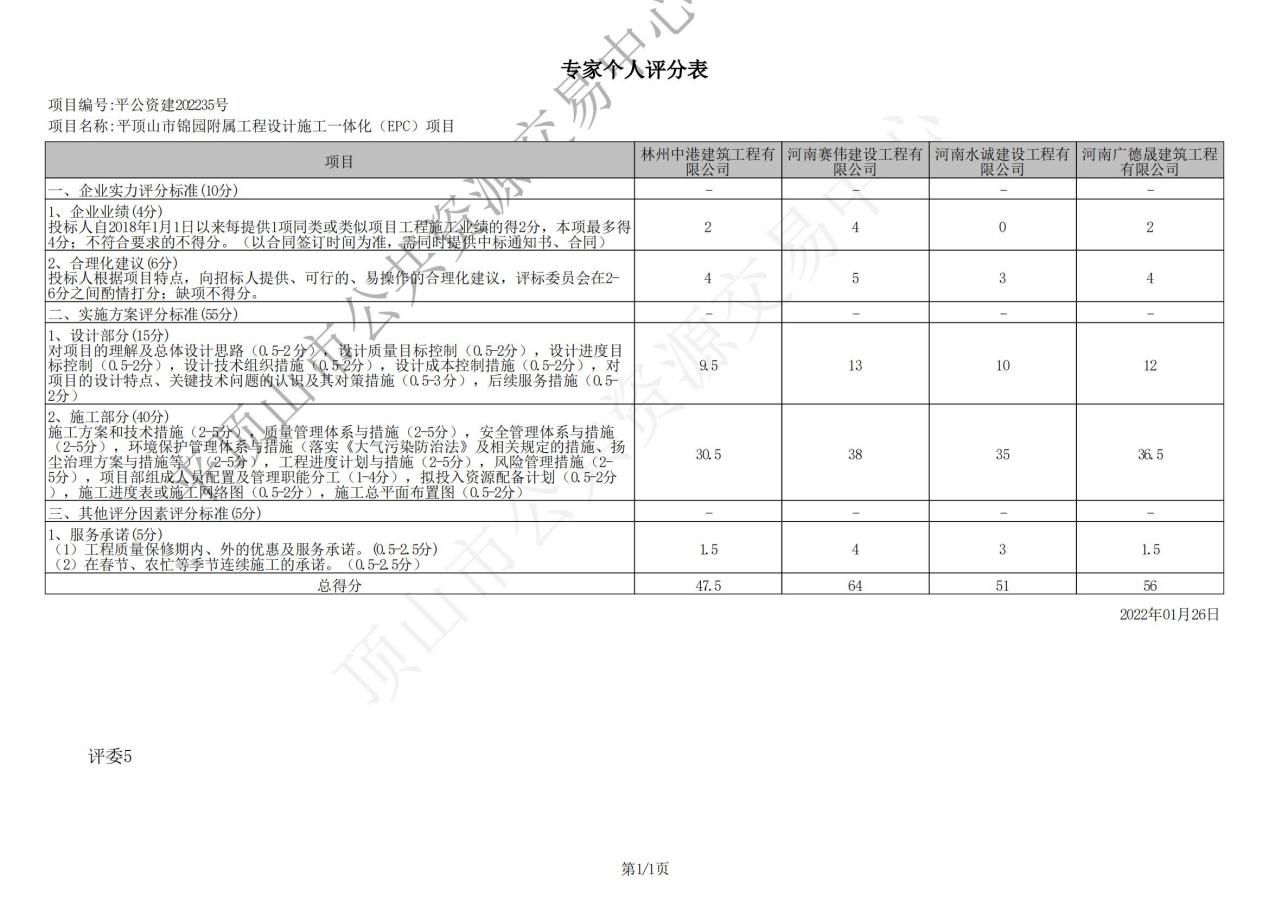 专家个人评分表
项目编号:平公资建202235号
项目名称:平顶山市锦园附属工程设计施工一体化（EPC）项目
项目
林州中港建筑工程有
限公司
河南赛伟建设工程有
限公司
河南水诚建设工程有
限公司
河南广德晟建筑工程
有限公司
一、企业实力评分标准(10分)
－ － － －
1、企业业绩(4分)
投标人自2018年1月1日以来每提供1项同类或类似项目工程施工业绩的得2分，本项最多得
4分；不符合要求的不得分。（以合同签订时间为准，需同时提供中标通知书、合同）
2 4 0 2
2、合理化建议(6分)
投标人根据项目特点，向招标人提供、可行的、易操作的合理化建议，评标委员会在2-
6分之间酌情打分；缺项不得分。
4 5 3 4
二、实施方案评分标准(55分)
－ － － －
1、设计部分(15分)
对项目的理解及总体设计思路（0.5-2分），设计质量目标控制（0.5-2分），设计进度目
标控制（0.5-2分），设计技术组织措施（0.5-2分），设计成本控制措施（0.5-2分），对
项目的设计特点、关键技术问题的认识及其对策措施（0.5-3分），后续服务措施（0.5-
2分）
9.5 13 10 12
2、施工部分(40分)
施工方案和技术措施（2-5分），质量管理体系与措施（2-5分），安全管理体系与措施
（2-5分），环境保护管理体系与措施（落实《大气污染防治法》及相关规定的措施、扬
尘治理方案与措施等）（2-5分），工程进度计划与措施（2-5分），风险管理措施（2-
5分），项目部组成人员配置及管理职能分工（1-4分），拟投入资源配备计划（0.5-2分
），施工进度表或施工网络图（0.5-2分），施工总平面布置图（0.5-2分）
30.5 38 35 36.5
三、其他评分因素评分标准(5分)
－ － － －
1、服务承诺(5分)
（1）工程质量保修期内、外的优惠及服务承诺。(0.5-2.5分)
（2）在春节、农忙等季节连续施工的承诺。（0.5-2.5分）
1.5 4 3 1.5
总得分 47.5 64 51 56
2022年01月26日
评委5
第1/1页
平顶山市公共资源交易中心
顶山市公共资源交易中心